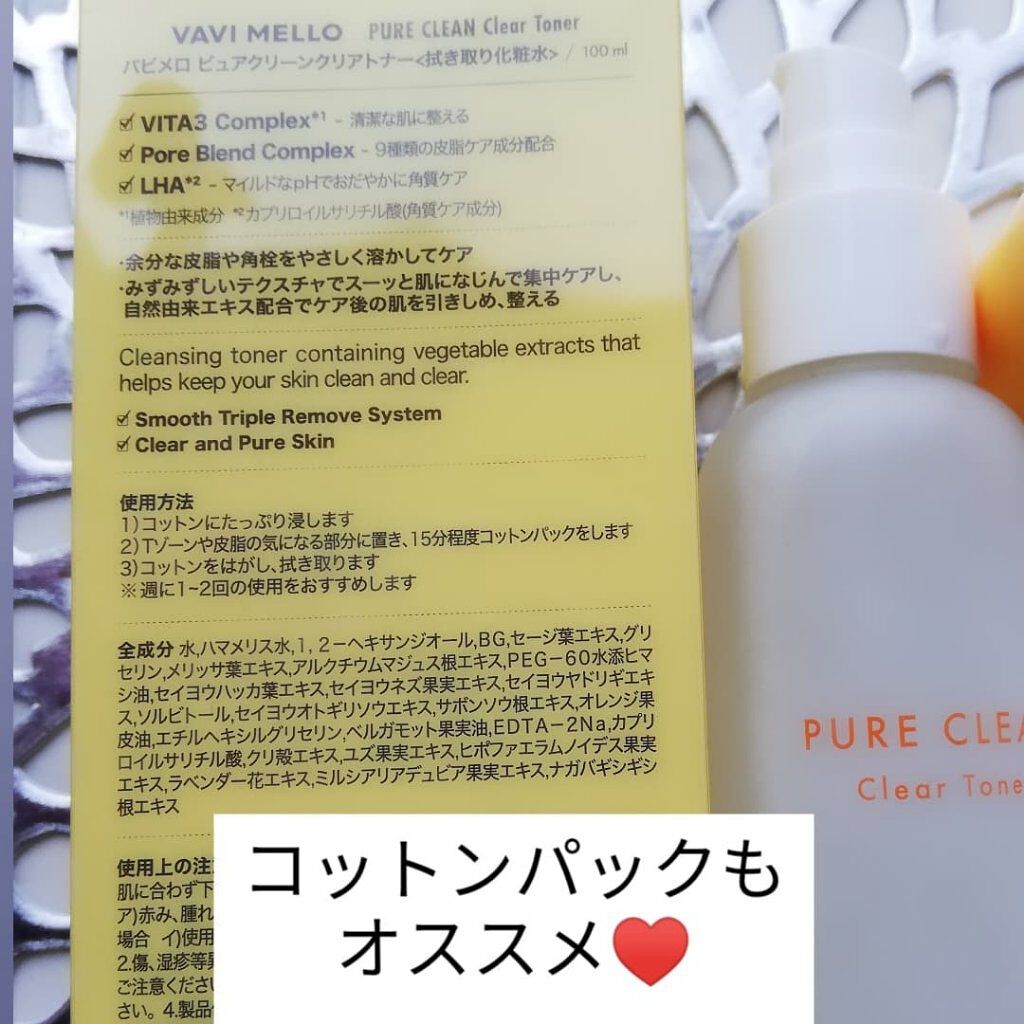 VAVI MELLO PURE CLEAN Clear Toner
バビメロ ピュアクリーンクリアトナー<拭き取り化粧水> / 100 ml
VITA3 Complex*1 - 清潔な肌に整える
Pore Blend Complex - 9種類の皮脂ケア成分配合
LHA*2 - マイルドなpHでおだやかに角質ケア
*1植物由来成分 *2カプリロイルサリチル酸(角質ケア成分)
・余分な皮脂や角栓をやさしく溶かしてケア
・みずみずしいテクスチャでスーッと肌になじんで集中ケアし、
自然由来エキス配合でケア後の肌を引きしめ、整える
Cleansing toner containing vegetable extracts that
helps keep your skin clean and clear.
Smooth Triple Remove System
Clear and Pure Skin
使用方法
1)コットンにたっぷり浸します
2)Tゾーンや皮脂の気になる部分に置き、15分程度コットンパックをします
3)コットンをはがし、拭き取ります
※週に1~2回の使用をおすすめします
全成分 水,ハマメリス水,1,2-ヘキサンジオール,BG,セージ葉エキス,グリ
セリン,メリッサ葉エキス,アルクチウムマジュス根エキス,PEG-60水添ヒマ
シ油,セイヨウハッカ葉エキス,セイヨウネズ果実エキス,セイヨウヤドリギエキ
ス,ソルビトール,セイヨウオトギリソウエキス,サボンソウ根エキス,オレンジ果
皮油,エチルヘキシルグリセリン,ベルガモット果実油,EDTA-2Na,カプリ
ロイルサリチル酸,クリ殻エキス,ユズ果実エキス,ヒポファエラムノイデス果実
エキス,ラベンダー花エキス,ミルシアリアデュビア果実エキス,ナガバギシギシ
根エキス
使用上の注
肌に合わず下
ア)赤み、腫れ
場合 イ)使用
2.傷、湿疹等
ご注意くださ
さい。4.製品
PURE CLEA
Clear Tone
コットンパックも
オススメ♥